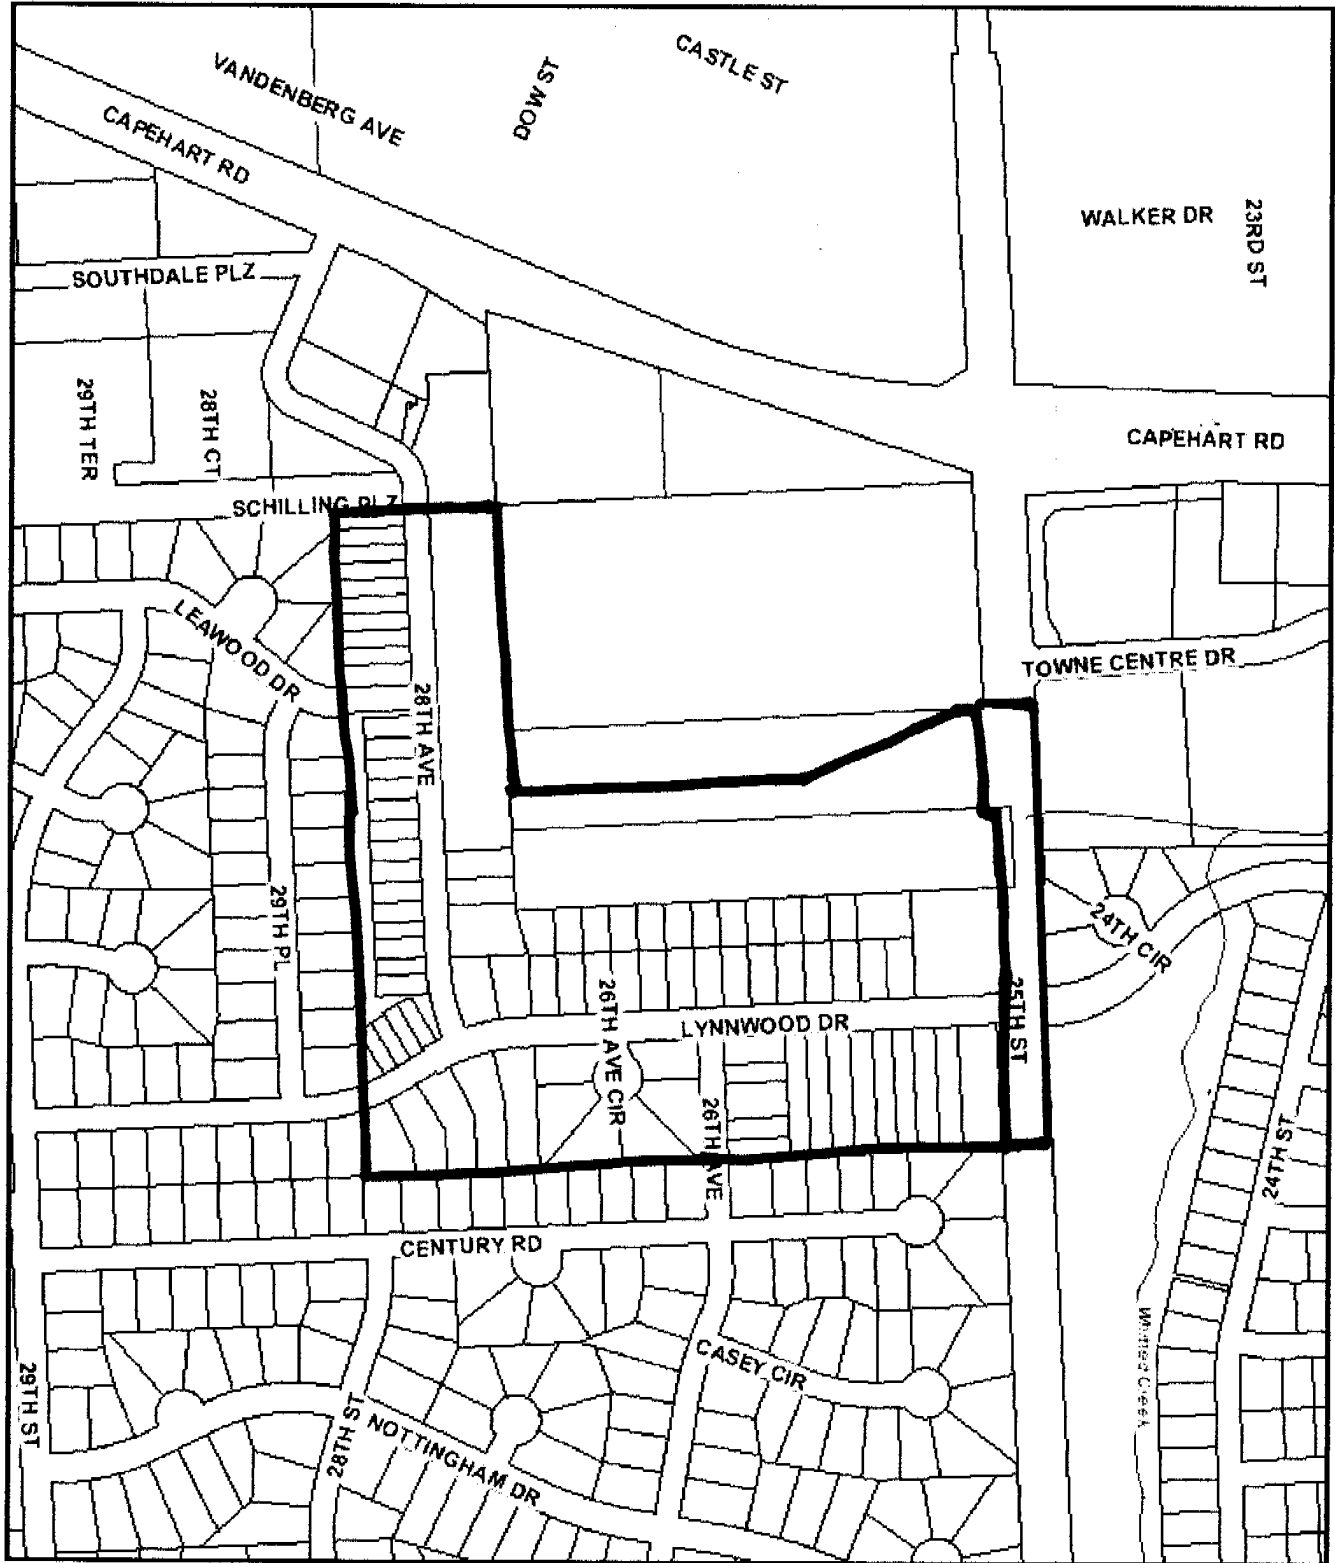 CASTLE ST
VANDENBERG AVE
DOW ST
CAPEHART RD
WALKER DR
23RD ST
SOUTHDALE PLZ
29TH TER
28TH CT
CAPEHART RD
SCHILLING PLZ
LEAWOOD DR
TOWNE CENTRE DR
28TH AVE
29TH PL
24TH CIR
26TH AVE CIR
LYNNWOOD DR
25TH ST
26TH AVE
24TH ST
CENTURY RD
CASEY CIR
Whitted Creek
29TH ST
28TH ST
NOTTINGHAM DR